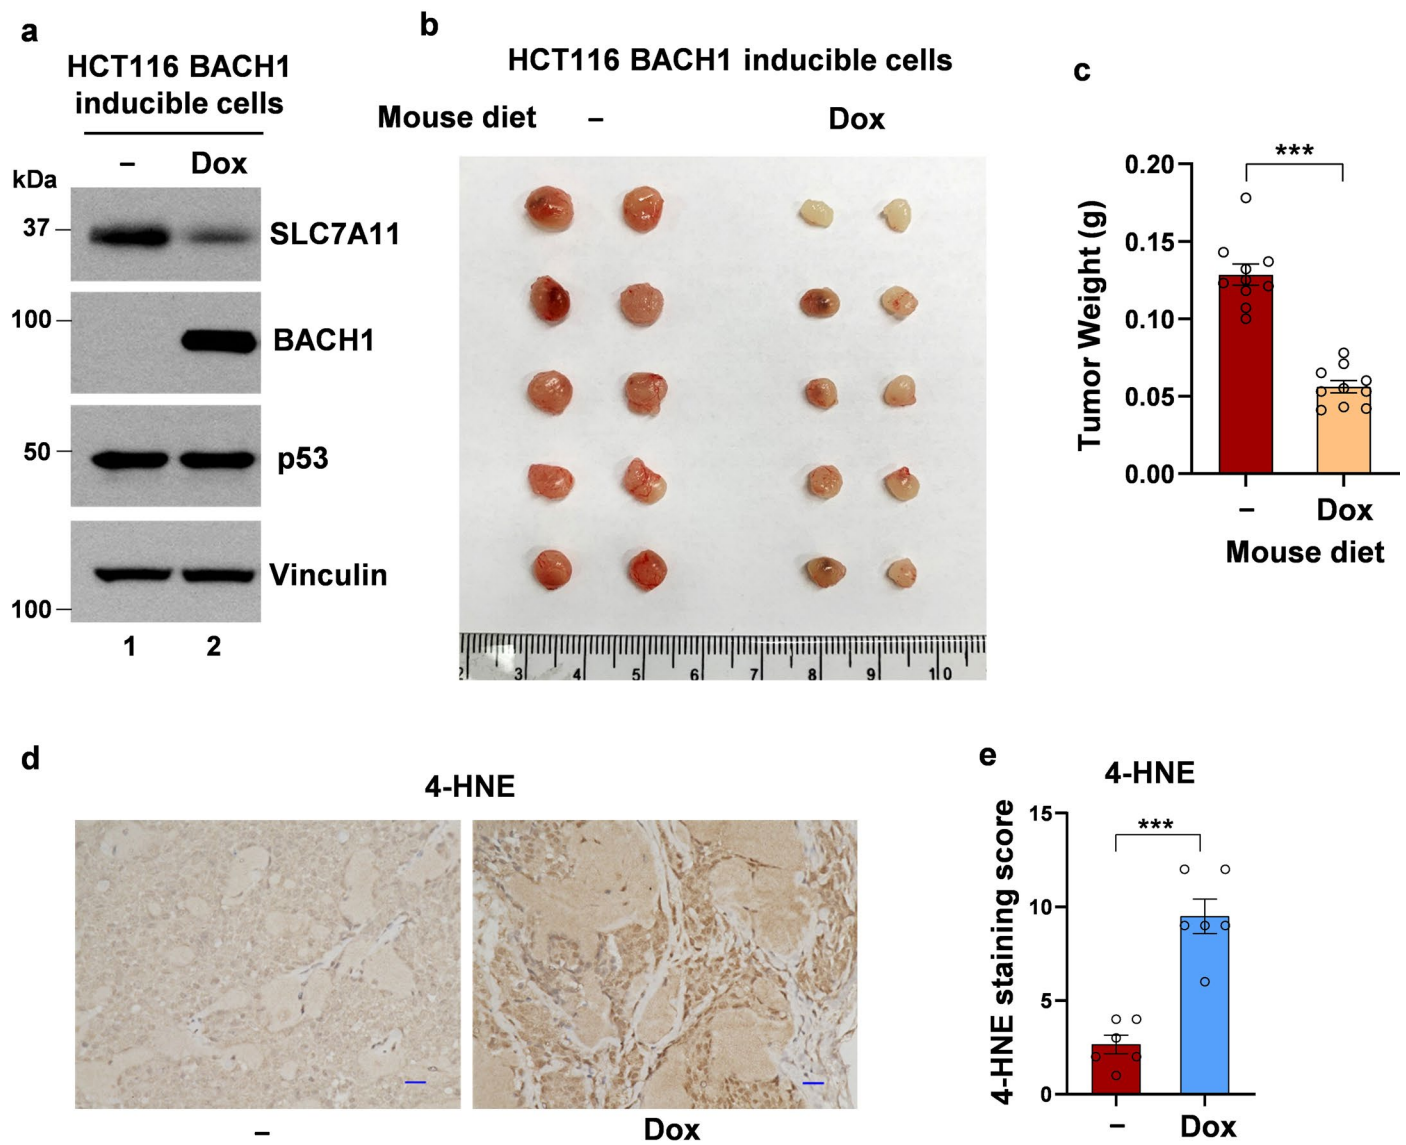 a
HCT116 BACH1
inducible cells
– Dox
kDa
37 SLC7A11
100 BACH1
50 p53
Vinculin
100
1 2
b
HCT116 BACH1 inducible cells
Mouse diet – Dox
2 3 4 5 6 7 8 9 10
c
***
Tumor Weight (g)
0.20
0.15
0.10
0.05
0.00
– Dox
Mouse diet
d
4-HNE
– Dox
e
4-HNE
***
4-HNE staining score
15
10
5
0
– Dox